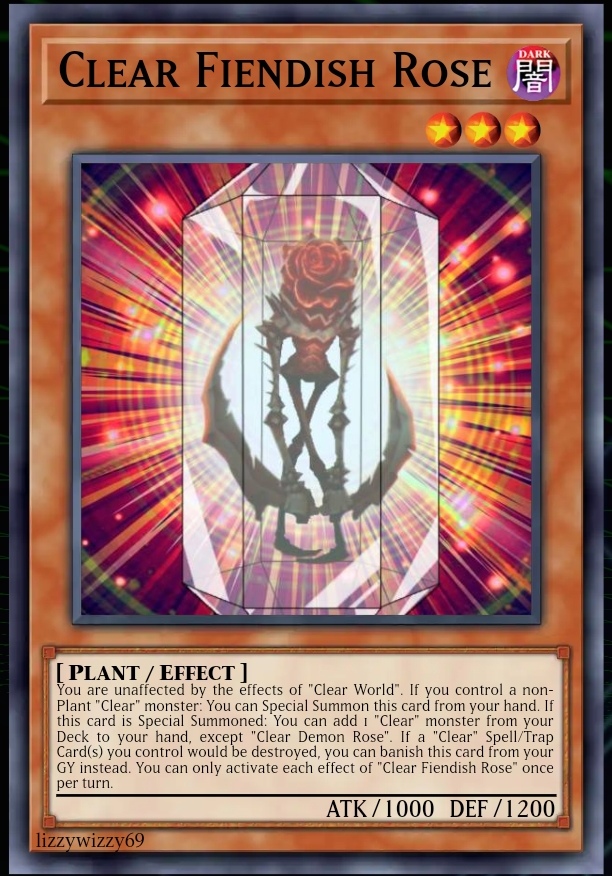 CLEAR FIENDISH ROSE
DARK
闇
[ PLANT / EFFECT ]
You are unaffected by the effects of "Clear World". If you control a non-
Plant "Clear" monster: You can Special Summon this card from your hand. If
this card is Special Summoned: You can add 1 "Clear" monster from your
Deck to your hand, except "Clear Demon Rose". If a "Clear" Spell/Trap
Card(s) you control would be destroyed, you can banish this card from your
GY instead. You can only activate each effect of "Clear Fiendish Rose" once
per turn.
ATK/1000 DEF/1200
lizzywizzy69